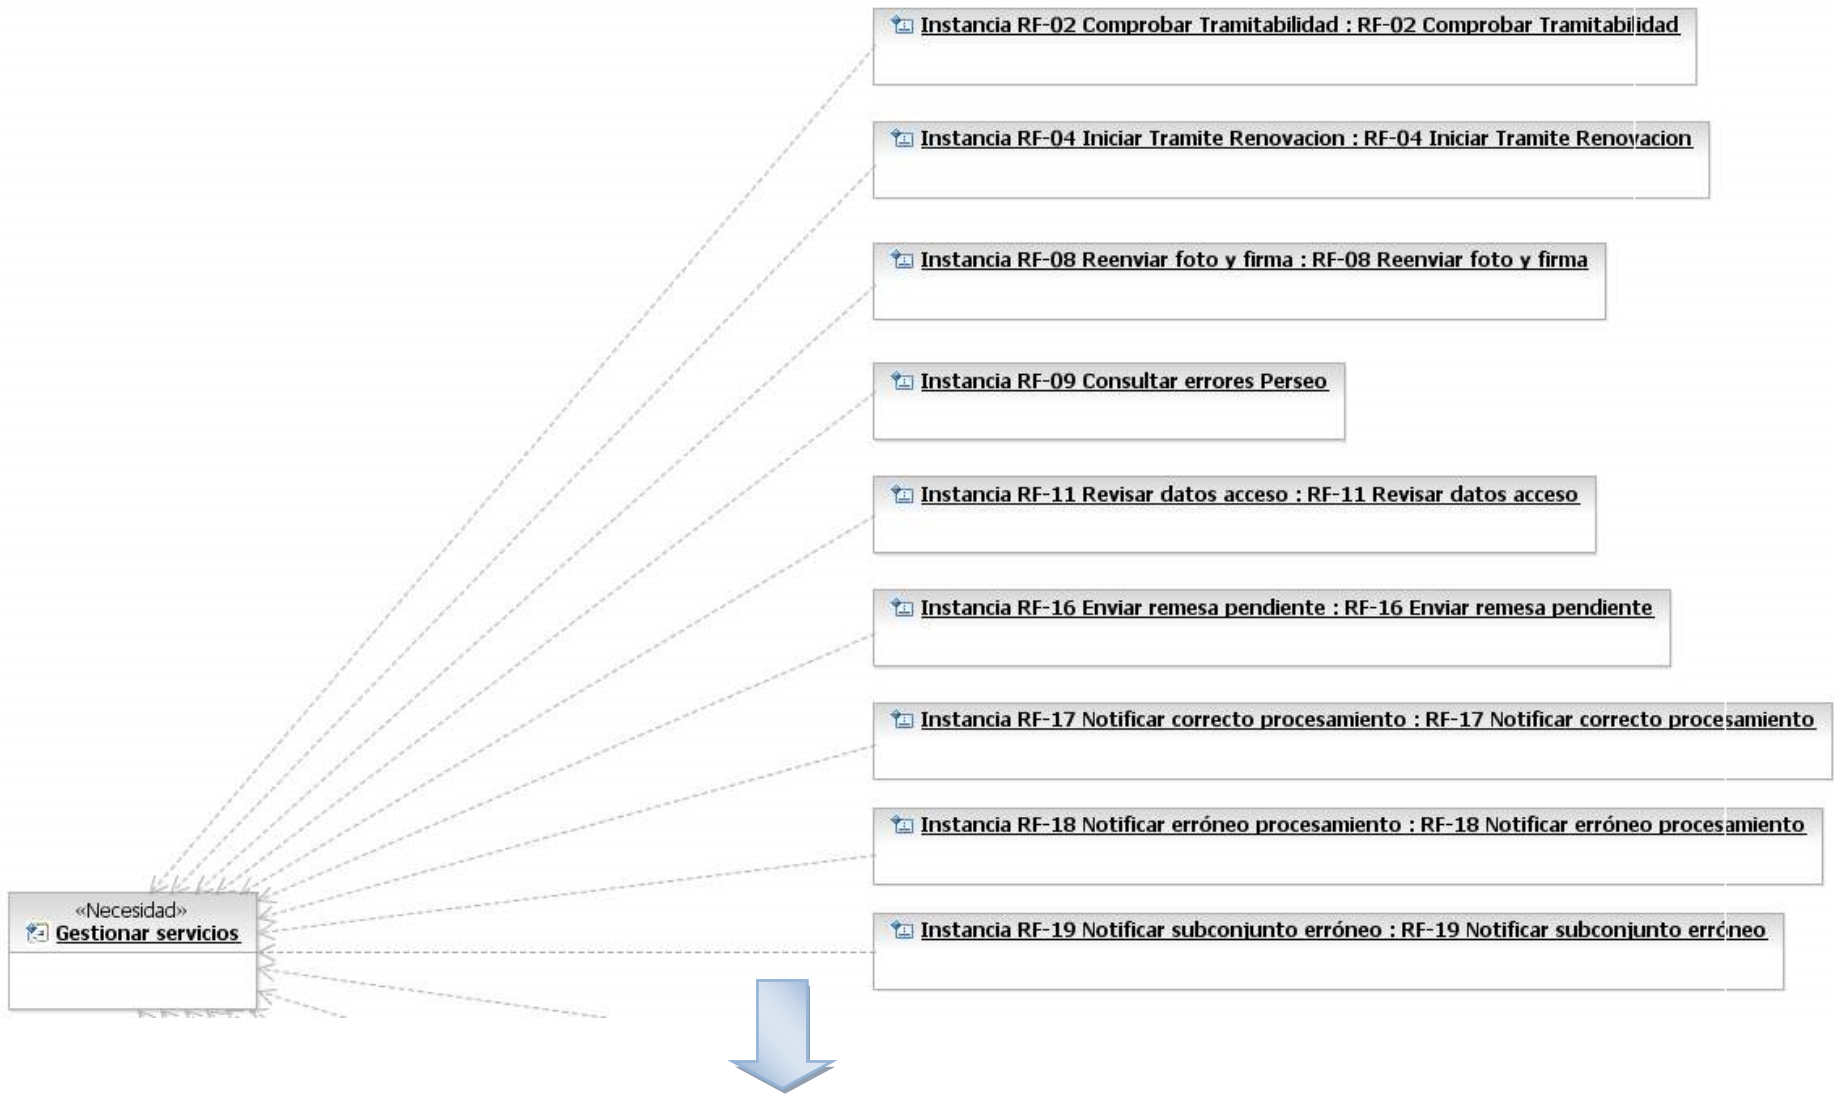 Instancia RF-02 Comprobar Tramitabilidad : RF-02 Comprobar Tramitabilidad
Instancia RF-04 Iniciar Tramite Renovacion : RF-04 Iniciar Tramite Renovacion
Instancia RF-08 Reenviar foto y firma : RF-08 Reenviar foto y firma
Instancia RF-09 Consultar errores Perseo
Instancia RF-11 Revisar datos acceso : RF-11 Revisar datos acceso
Instancia RF-16 Enviar remesa pendiente : RF-16 Enviar remesa pendiente
Instancia RF-17 Notificar correcto procesamiento : RF-17 Notificar correcto procesamiento
Instancia RF-18 Notificar erróneo procesamiento : RF-18 Notificar erróneo procesamiento
«Necesidad»
Gestionar servicios
Instancia RF-19 Notificar subconjunto erróneo : RF-19 Notificar subconjunto erróneo